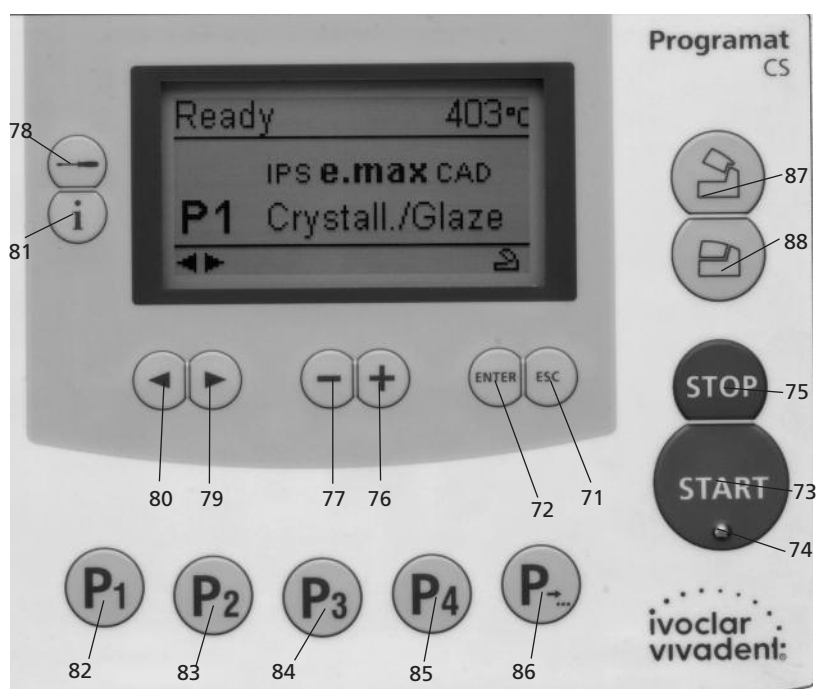 Programat
CS
Ready 403°C
IPS e.max CAD
P1 Crystall./Glaze
78
i
81
87
88
ENTER ESC
STOP
75
80 79 77 76 72 71
START
73
74
P1 P2 P3 P4 P→...
82 83 84 85 86
ivoclar
vivadent: